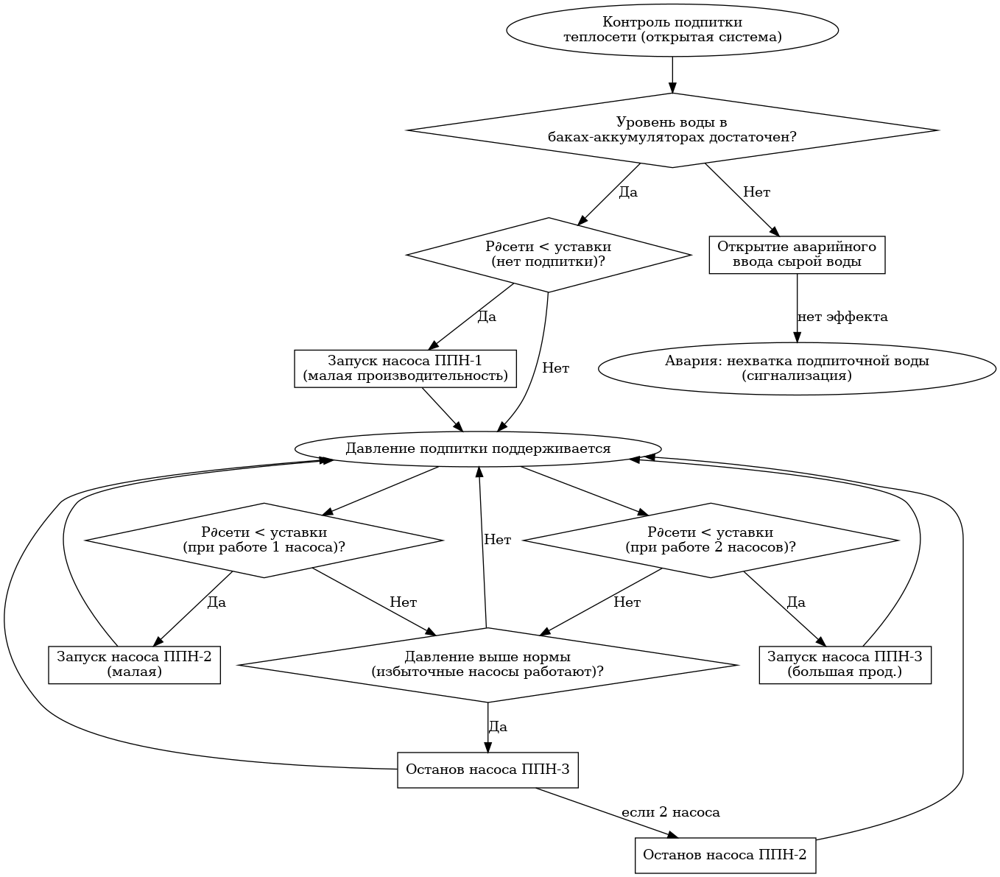 Контроль подпитки
теплосети (открытая система)
Уровень воды в
баках-аккумуляторах достаточен?
Да
Нет
P∂сети < уставки
(нет подпитки)?
Открытие аварийного
ввода сырой воды
Да
нет эффекта
Запуск насоса ППН-1
(малая производительность)
Нет
Авария: нехватка подпиточной воды
(сигнализация)
Давление подпитки поддерживается
P∂сети < уставки
(при работе 1 насоса)?
Нет
P∂сети < уставки
(при работе 2 насосов)?
Да
Нет
Нет
Да
Запуск насоса ППН-2
(малая)
Давление выше нормы
(избыточные насосы работают)?
Запуск насоса ППН-3
(большая прод.)
Да
Останов насоса ППН-3
если 2 насоса
Останов насоса ППН-2